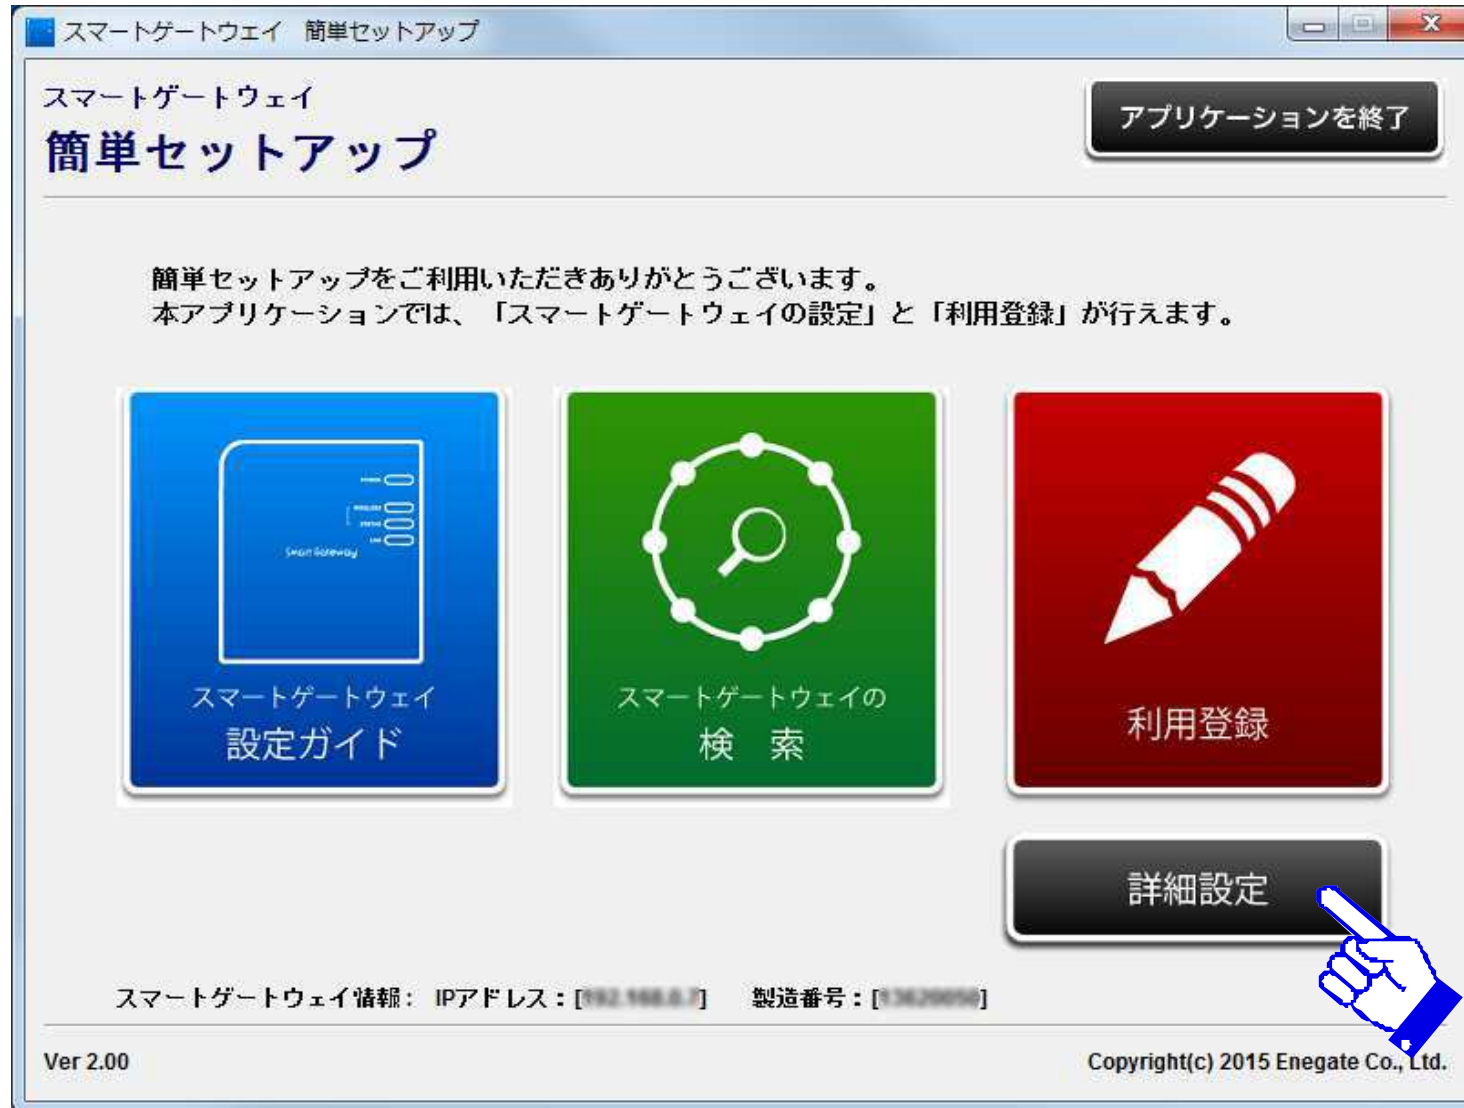 スマートゲートウェイ　簡単セットアップ
スマートゲートウェイ
簡単セットアップ
アプリケーションを終了
簡単セットアップをご利用いただきありがとうございます。
本アプリケーションでは、「スマートゲートウェイの設定」と「利用登録」が行えます。
Smart Gateway
スマートゲートウェイ
設定ガイド
スマートゲートウェイの
検　索
利用登録
詳細設定
スマートゲートウェイ情報： IPアドレス：[ ]　製造番号：[ ]
Ver 2.00
Copyright(c) 2015 Enegate Co., Ltd.